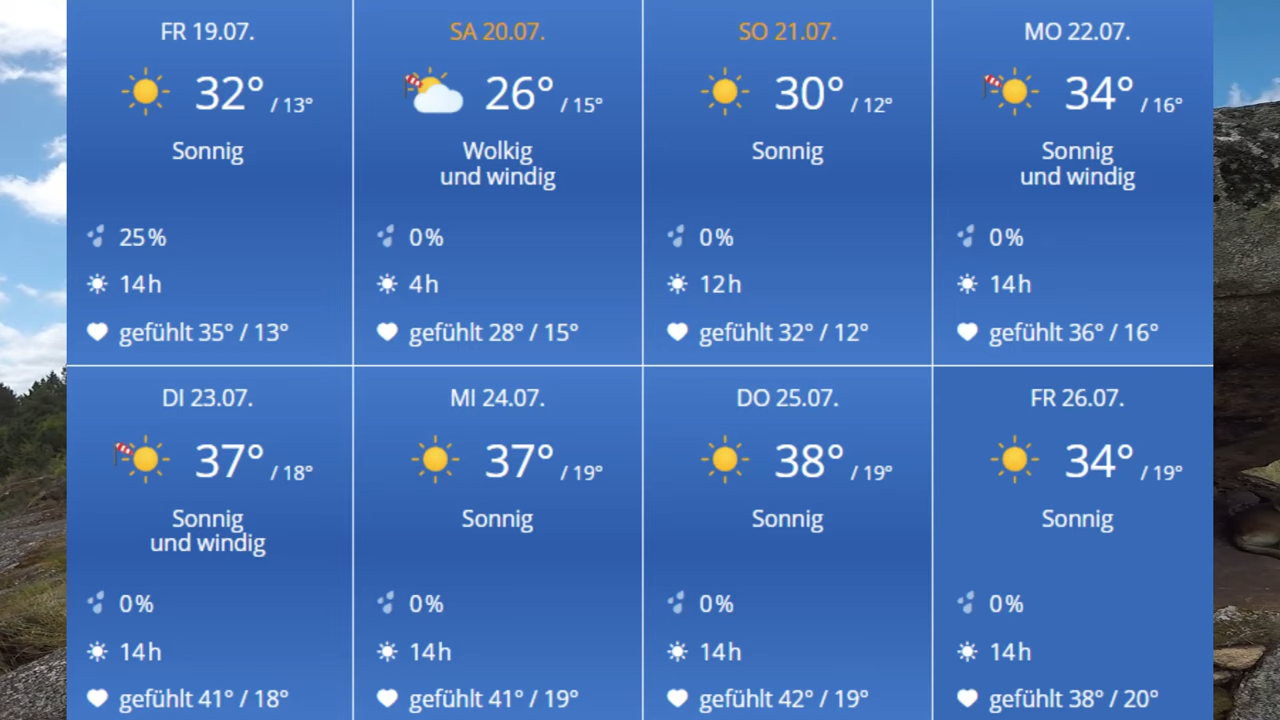 FR 19.07.
32° / 13°
Sonnig
25%
14h
gefühlt 35° / 13°
SA 20.07.
26° / 15°
Wolkig
und windig
0%
4h
gefühlt 28° / 15°
SO 21.07.
30° / 12°
Sonnig
0%
12h
gefühlt 32° / 12°
MO 22.07.
34° / 16°
Sonnig
und windig
0%
14h
gefühlt 36° / 16°
DI 23.07.
37° / 18°
Sonnig
und windig
0%
14h
gefühlt 41° / 18°
MI 24.07.
37° / 19°
Sonnig
0%
14h
gefühlt 41° / 19°
DO 25.07.
38° / 19°
Sonnig
0%
14h
gefühlt 42° / 19°
FR 26.07.
34° / 19°
Sonnig
0%
14h
gefühlt 38° / 20°